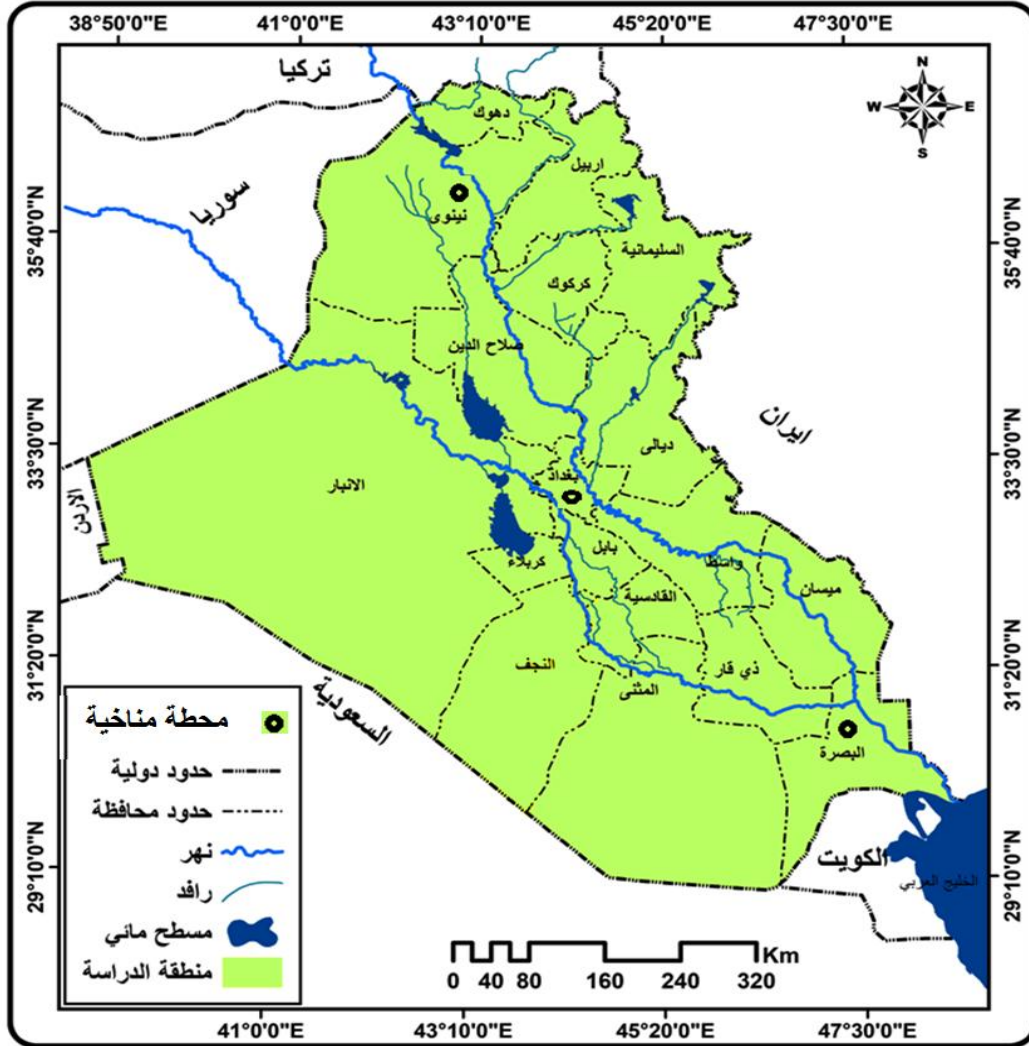 38°50'0"E 41°0'0"E 43°10'0"E 45°20'0"E 47°30'0"E
تركيا
N
W E
S
دهوك
اربيل
سوريا
نينوى
35°40'0"N
35°40'0"N
السليمانية
كركوك
صلاح الدين
ايران
33°30'0"N
33°30'0"N
ديالى
بغداد
الانبار
الاردن
بابل
كربلاء
واسط
ميسان
القادسية
31°20'0"N
31°20'0"N
النجف
ذي قار
المثنى
السعودية
البصرة
محطة مناخية
حدود دولية
حدود محافظة
نهر
رافد
مسطح مائي
منطقة الدراسة
الكويت
29°10'0"N
29°10'0"N
الخليج العربي
Km
0 40 80 160 240 320
41°0'0"E 43°10'0"E 45°20'0"E 47°30'0"E